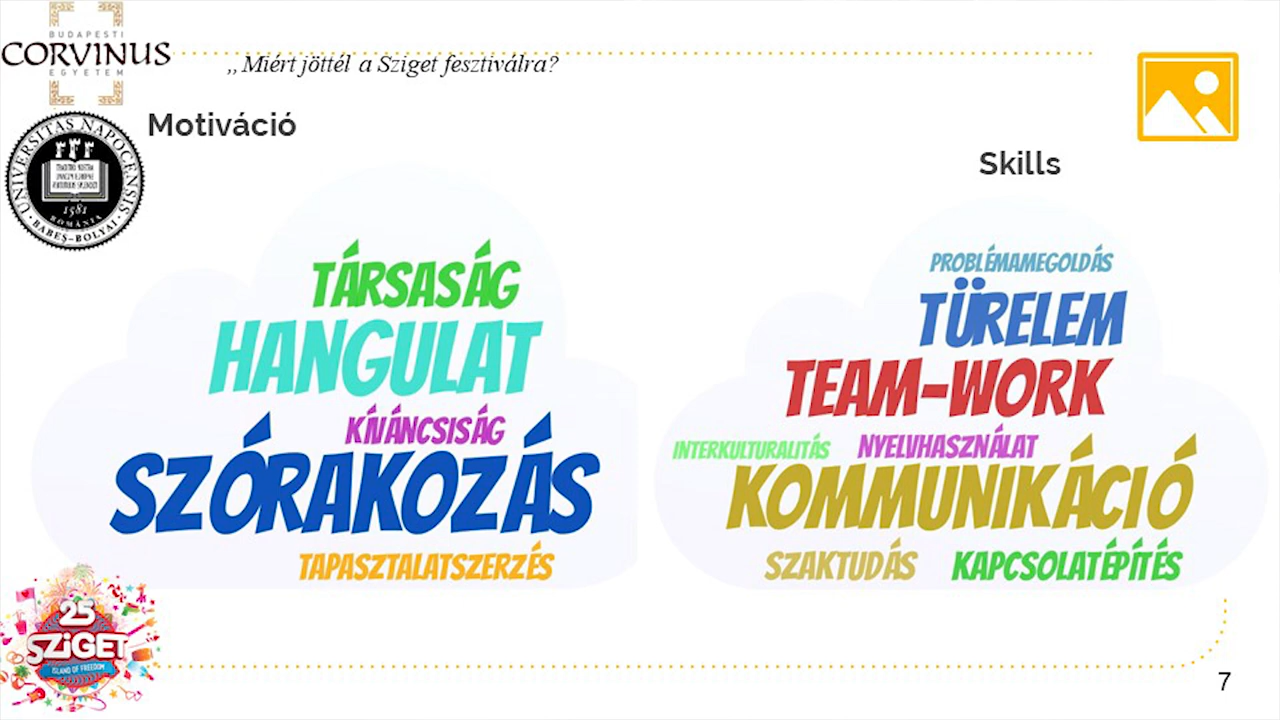 BUDAPESTI
CORVINUS
EGYETEM
,,Miért jöttél a Sziget fesztiválra?
UNIVERSITAS NAPOCENSIS
1581
ROMÁNIA
BABEŞ-BOLYAI
Motiváció
Skills
TÁRSASÁG
HANGULAT
KÍVÁNCSISÁG
SZÓRAKOZÁS
TAPASZTALATSZERZÉS
PROBLÉMAMEGOLDÁS
TÜRELEM
TEAM-WORK
INTERKULTURALITÁS
NYELVHASZNÁLAT
KOMMUNIKÁCIÓ
SZAKTUDÁS
KAPCSOLATÉPÍTÉS
25
SZiGET
ISLAND OF FREEDOM
7